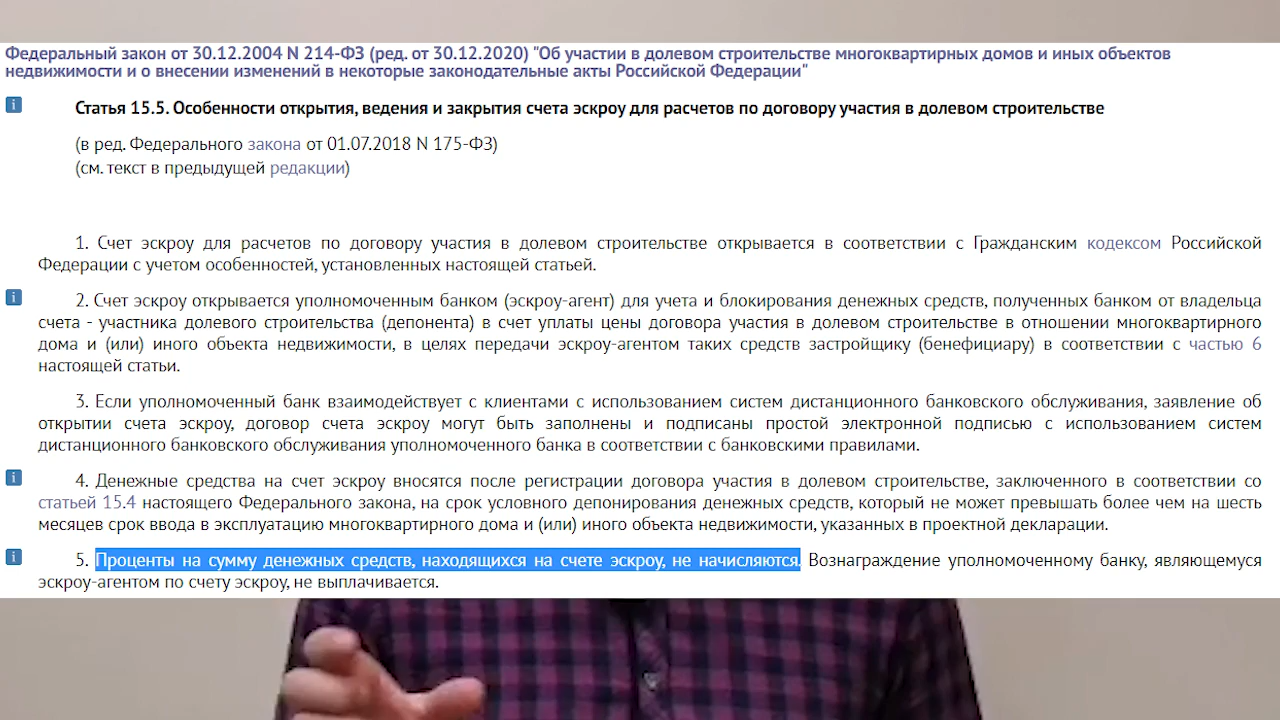 Федеральный закон от 30.12.2004 N 214-ФЗ (ред. от 30.12.2020) "Об участии в долевом строительстве многоквартирных домов и иных объектов
недвижимости и о внесении изменений в некоторые законодательные акты Российской Федерации"
i
Статья 15.5. Особенности открытия, ведения и закрытия счета эскроу для расчетов по договору участия в долевом строительстве
(в ред. Федерального закона от 01.07.2018 N 175-ФЗ)
(см. текст в предыдущей редакции)
1. Счет эскроу для расчетов по договору участия в долевом строительстве открывается в соответствии с Гражданским кодексом Российской
Федерации с учетом особенностей, установленных настоящей статьей.
i
2. Счет эскроу открывается уполномоченным банком (эскроу-агент) для учета и блокирования денежных средств, полученных банком от владельца
счета - участника долевого строительства (депонента) в счет уплаты цены договора участия в долевом строительстве в отношении многоквартирного
дома и (или) иного объекта недвижимости, в целях передачи эскроу-агентом таких средств застройщику (бенефициару) в соответствии с частью 6
настоящей статьи.
3. Если уполномоченный банк взаимодействует с клиентами с использованием систем дистанционного банковского обслуживания, заявление об
открытии счета эскроу, договор счета эскроу могут быть заполнены и подписаны простой электронной подписью с использованием систем
дистанционного банковского обслуживания уполномоченного банка в соответствии с банковскими правилами.
i
4. Денежные средства на счет эскроу вносятся после регистрации договора участия в долевом строительстве, заключенного в соответствии со
статьей 15.4 настоящего Федерального закона, на срок условного депонирования денежных средств, который не может превышать более чем на шесть
месяцев срок ввода в эксплуатацию многоквартирного дома и (или) иного объекта недвижимости, указанных в проектной декларации.
i
5. Проценты на сумму денежных средств, находящихся на счете эскроу, не начисляются. Вознаграждение уполномоченному банку, являющемуся
эскроу-агентом по счету эскроу, не выплачивается.